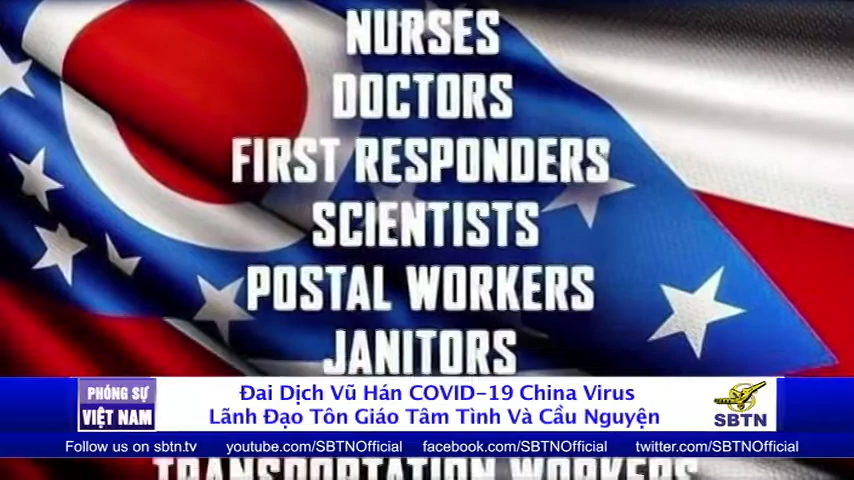 NURSES
DOCTORS
FIRST RESPONDERS
SCIENTISTS
POSTAL WORKERS
JANITORS
PHÓNG SỰ
VIỆT NAM
Đai Dịch Vũ Hán COVID-19 China Virus
Lãnh Đạo Tôn Giáo Tâm Tình Và Cầu Nguyện
SBTN
Follow us on sbtn.tv youtube.com/SBTNOfficial facebook.com/SBTNOfficial twitter.com/SBTNOfficial
TRANSPORTATION WORKERS